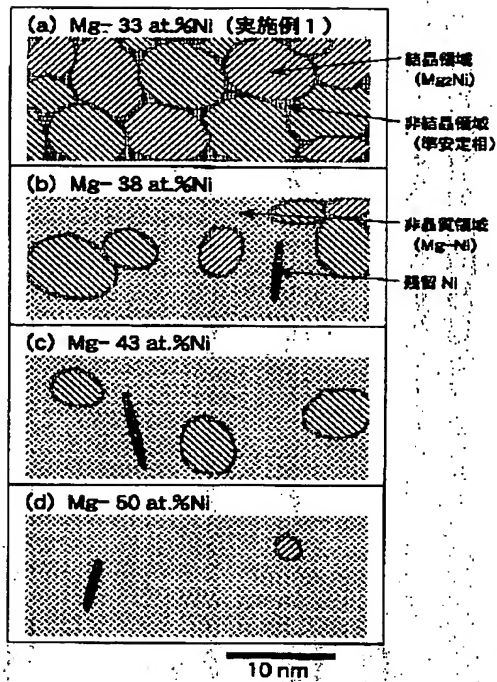 (a) Mg- 33 at.%Ni (実施例1)
結晶領域
(Mg2Ni)
非結晶領域
(準安定相)
(b) Mg- 38 at.%Ni
非晶質領域
(Mg-Ni)
残留 Ni
(c) Mg- 43 at.%Ni
(d) Mg- 50 at.%Ni
10 nm